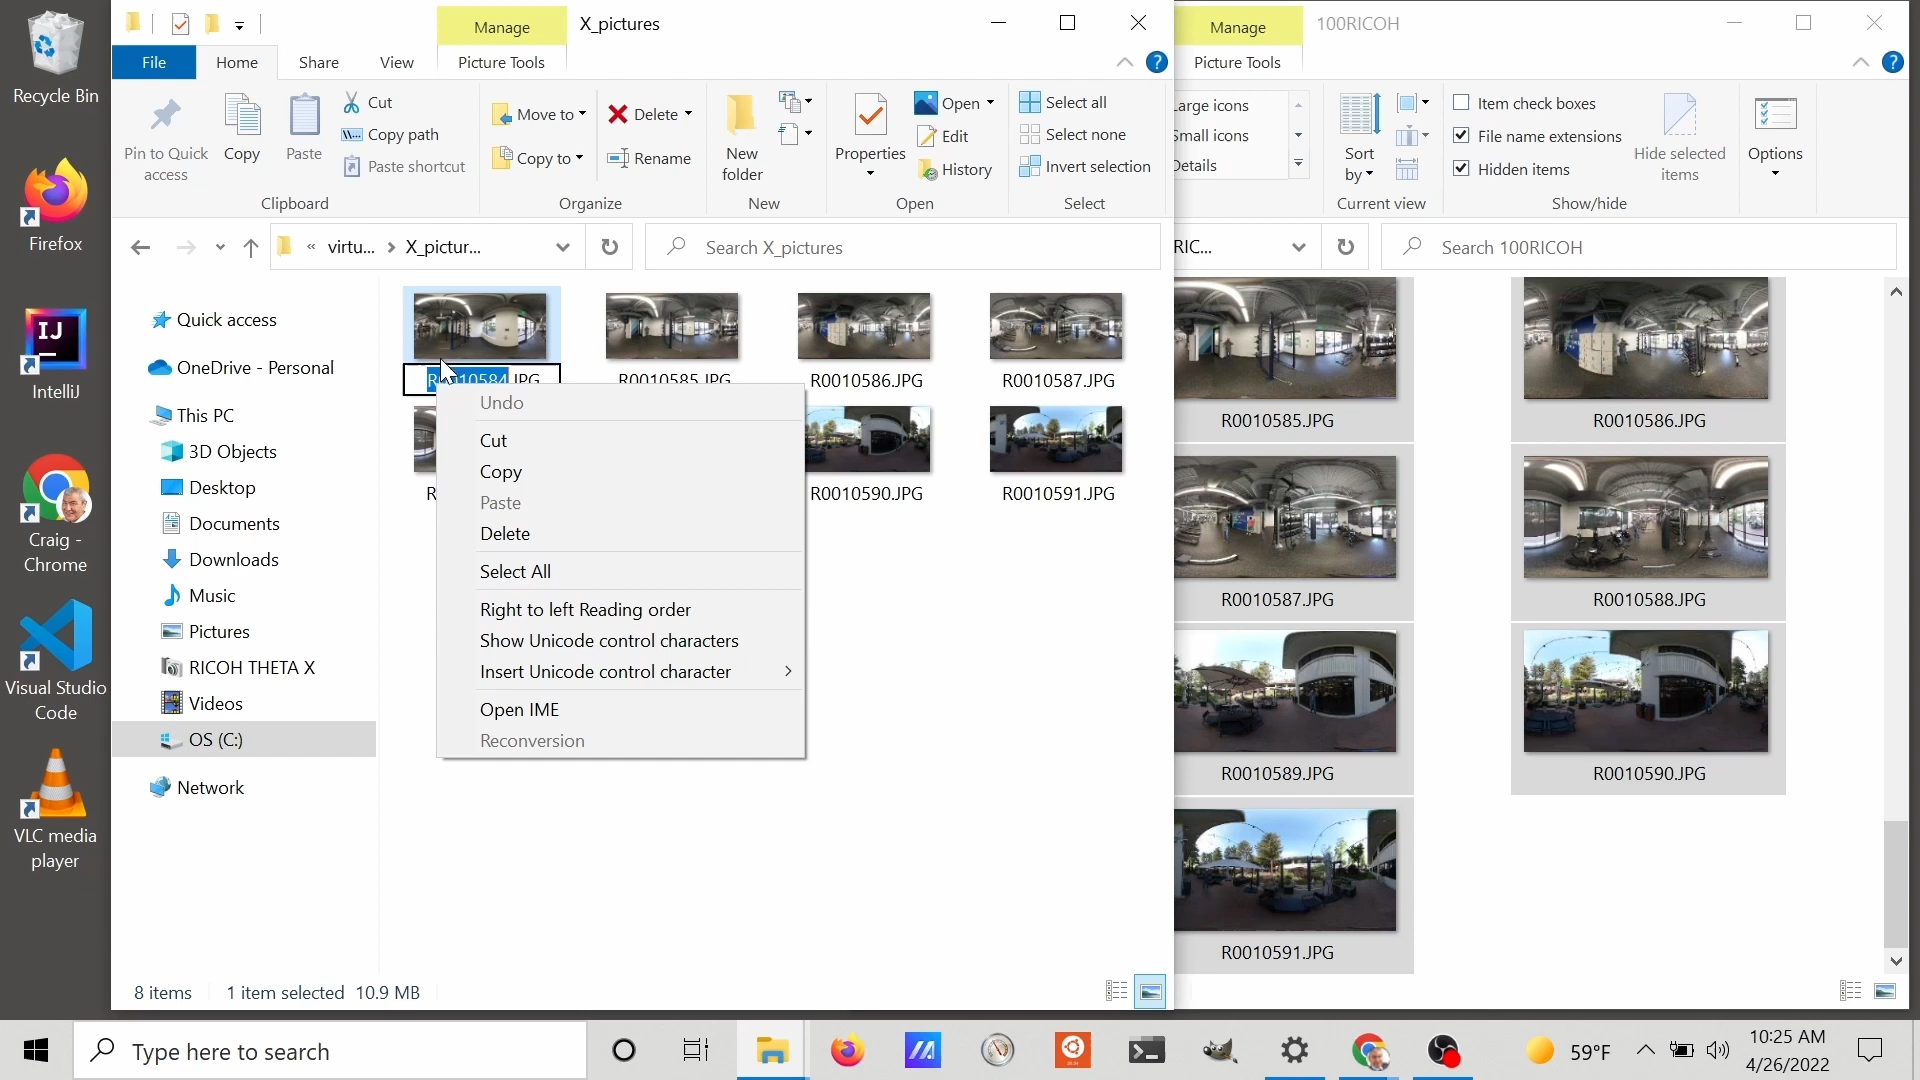 Recycle Bin
Firefox
IntelliJ
Craig -
Chrome
Visual Studio
Code
VLC media
player
Manage
X_pictures
File
Home
Share
View
Picture Tools
Pin to Quick
access
Copy
Paste
Cut
Copy path
Paste shortcut
Clipboard
Move to
Copy to
Delete
Rename
Organize
New
folder
New
Properties
Open
Edit
History
Open
Select all
Select none
Invert selection
Select
« virtu... > X_pictur...
Search X_pictures
Quick access
OneDrive - Personal
This PC
3D Objects
Desktop
Documents
Downloads
Music
Pictures
RICOH THETA X
Videos
OS (C:)
Network
R0010584.JPG
R0010585.JPG
R0010586.JPG
R0010587.JPG
R
R0010590.JPG
R0010591.JPG
Undo
Cut
Copy
Paste
Delete
Select All
Right to left Reading order
Show Unicode control characters
Insert Unicode control character >
Open IME
Reconversion
8 items
1 item selected 10.9 MB
Manage
100RICOH
Picture Tools
Large icons
Small icons
Details
Sort
by
Current view
Item check boxes
File name extensions
Hidden items
Hide selected
items
Show/hide
Options
RIC...
Search 100RICOH
R0010585.JPG
R0010586.JPG
R0010587.JPG
R0010588.JPG
R0010589.JPG
R0010590.JPG
R0010591.JPG
Type here to search
59°F
10:25 AM
4/26/2022